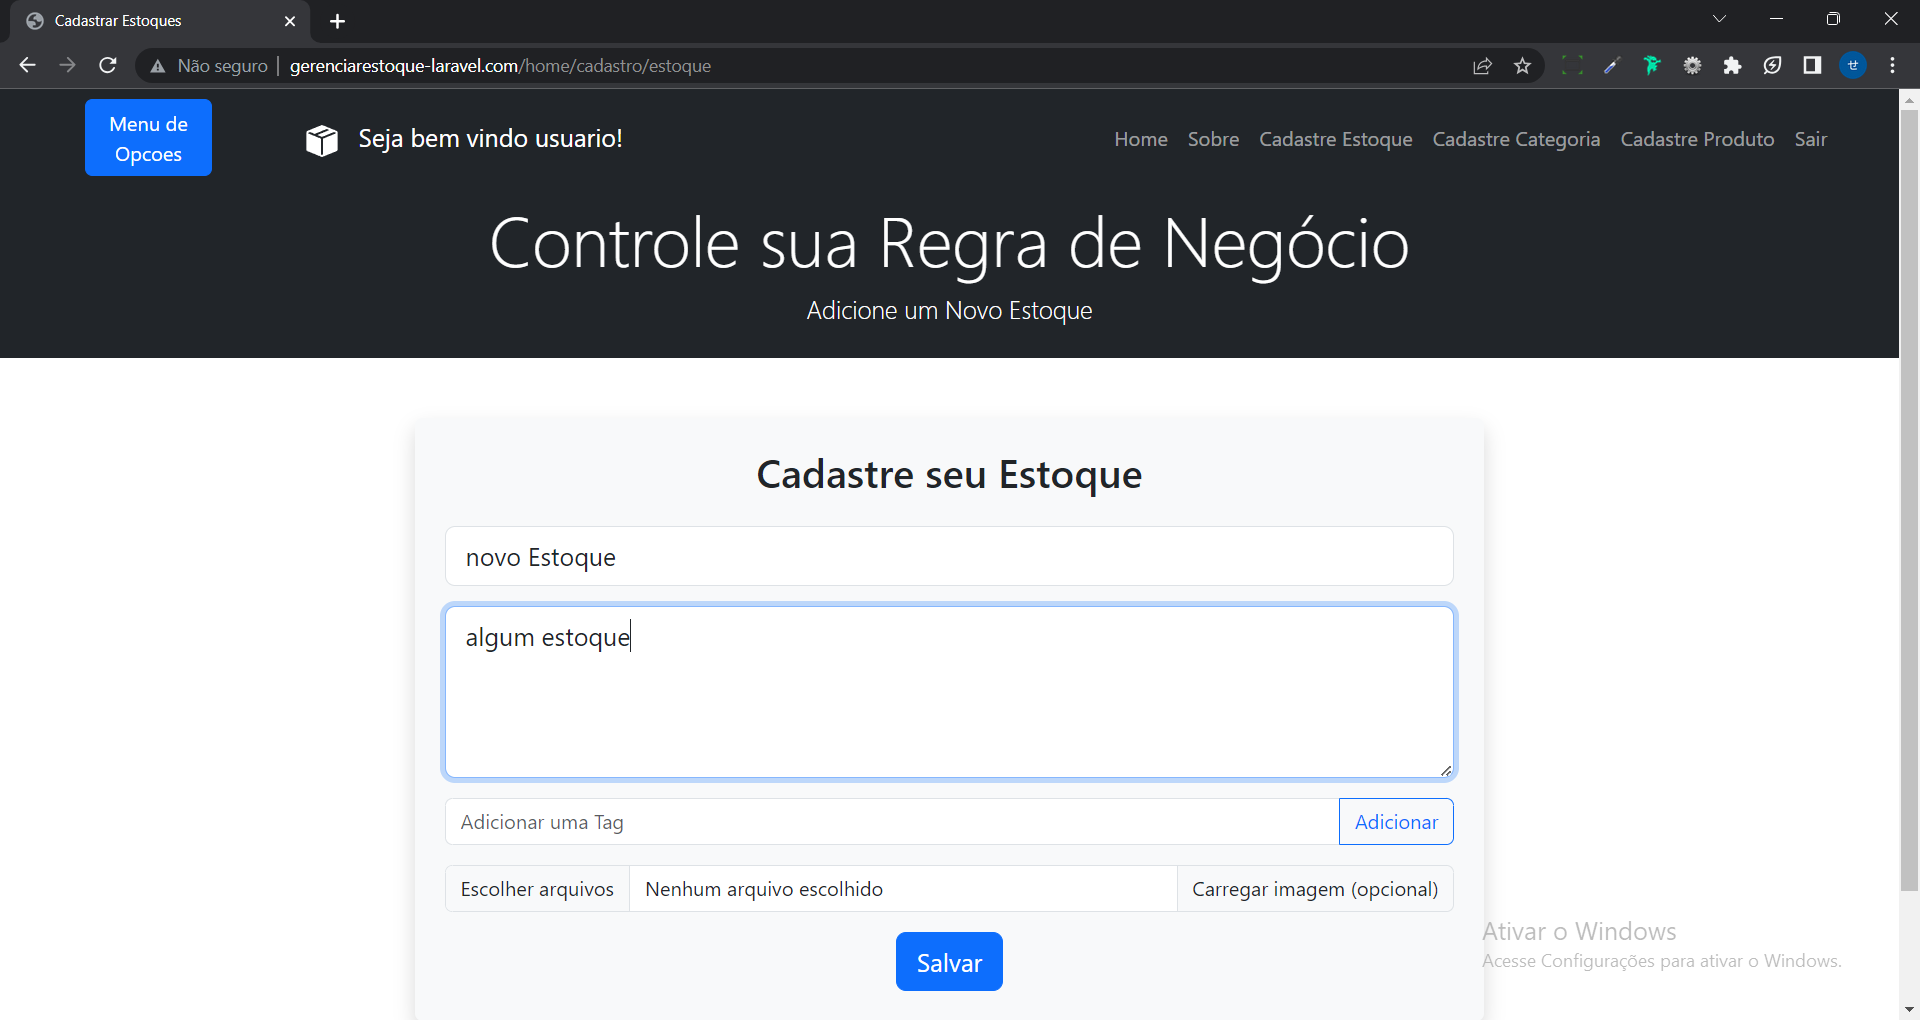 Cadastrar Estoques
Não seguro gerenciarestoque-laravel.com/home/cadastro/estoque
Menu de
Opcoes
Seja bem vindo usuario!
Home Sobre Cadastre Estoque Cadastre Categoria Cadastre Produto Sair
Controle sua Regra de Negócio
Adicione um Novo Estoque
Cadastre seu Estoque
novo Estoque
algum estoque
Adicionar uma Tag Adicionar
Escolher arquivos Nenhum arquivo escolhido Carregar imagem (opcional)
Salvar
Ativar o Windows
Acesse Configurações para ativar o Windows.